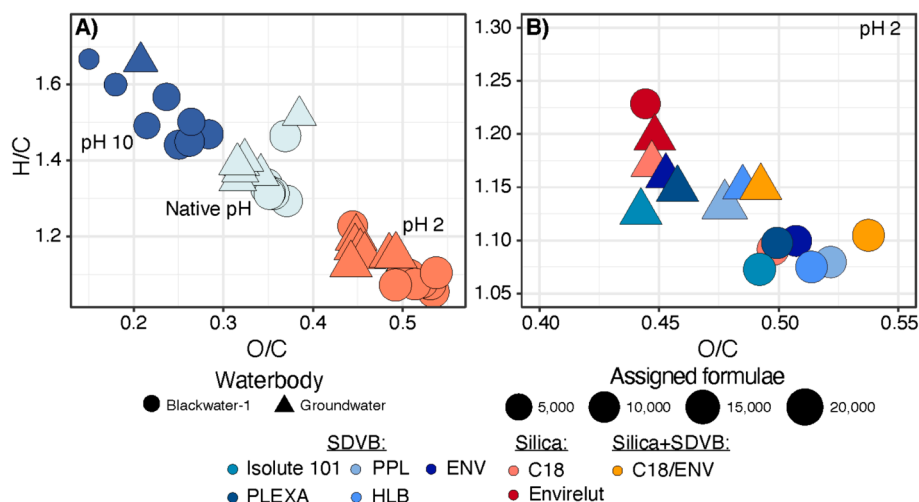 A)
B)
pH 2
1.6
1.4
1.2
H/C
pH 10
Native pH
pH 2
0.2 0.3 0.4 0.5
O/C
1.30
1.25
1.20
1.15
1.10
1.05
0.40 0.45 0.50 0.55
O/C
Waterbody
Blackwater-1 Groundwater
Assigned formulae
5,000 10,000 15,000 20,000
SDVB: Silica: Silica+SDVB:
Isolute 101 PPL ENV C18 C18/ENV
PLEXA HLB Envirelut